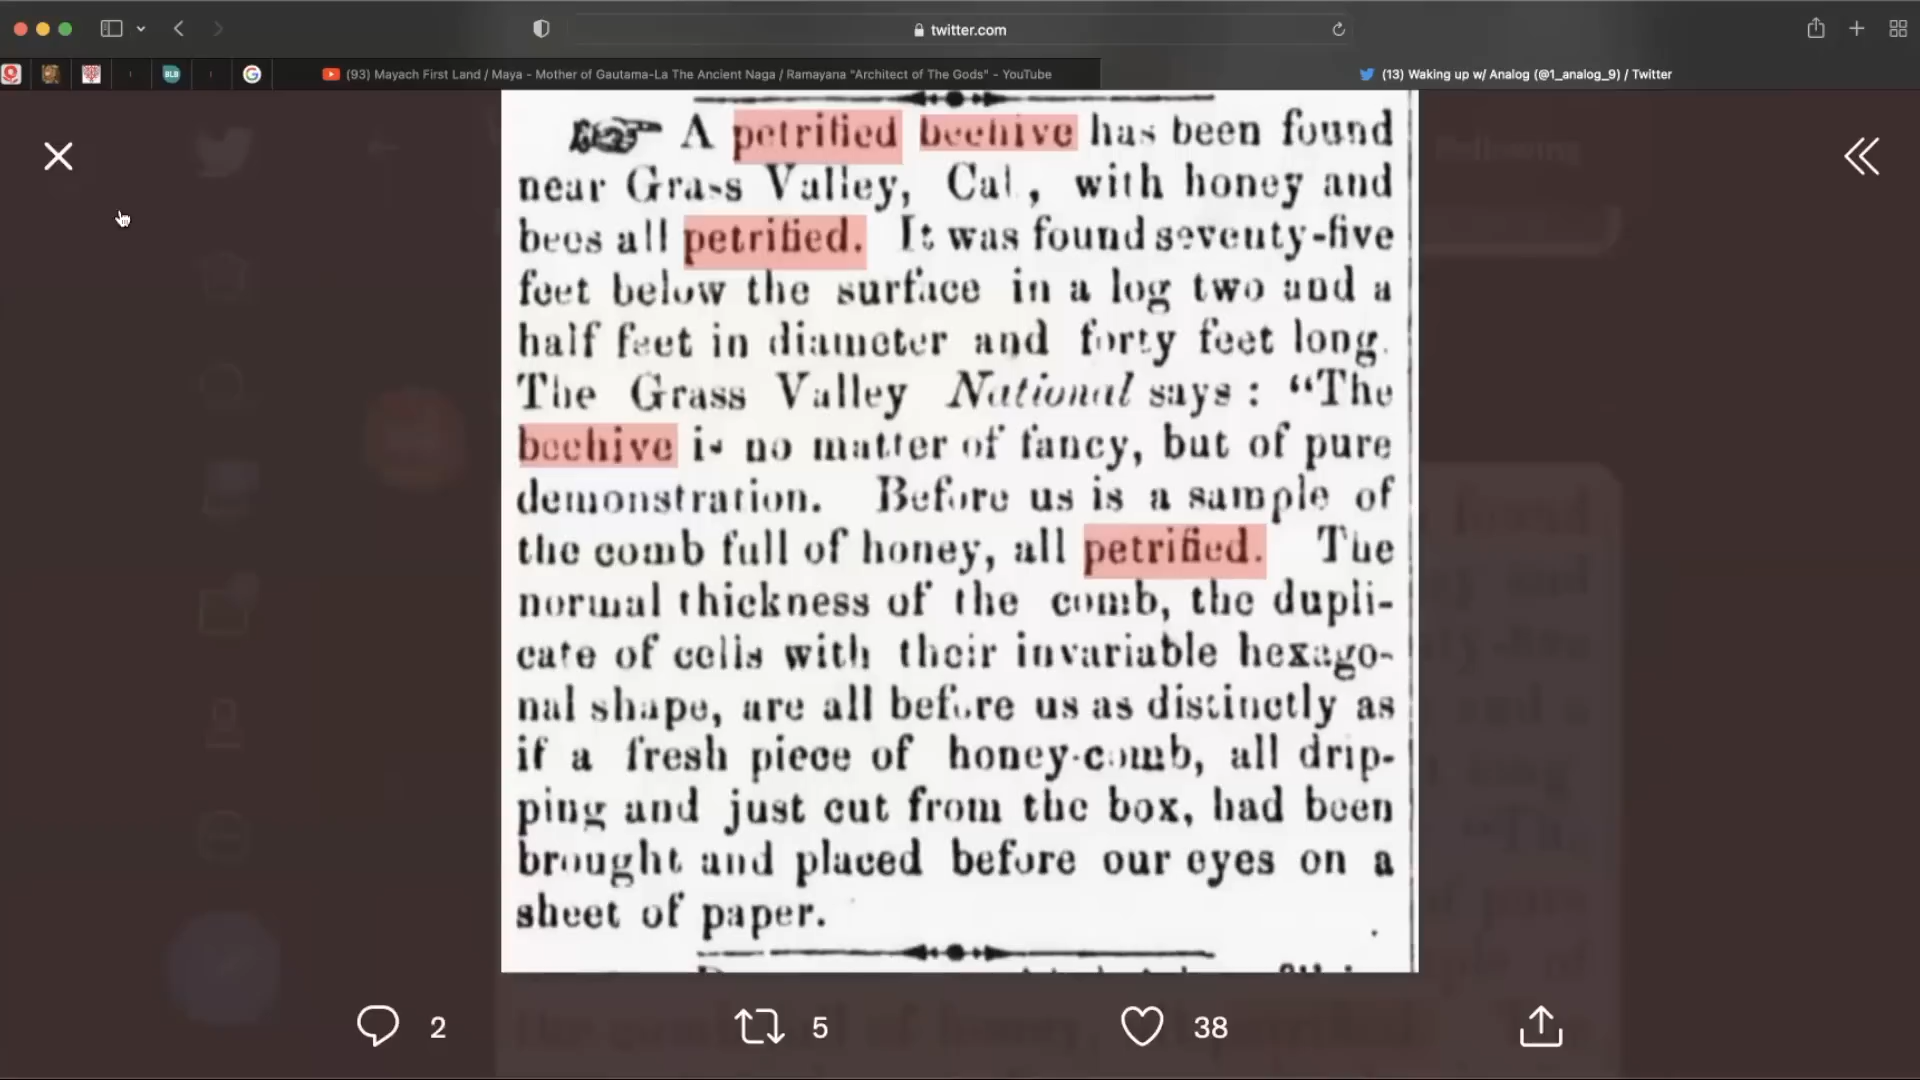 twitter.com
BLB
(93) Mayach First Land / Maya - Mother of Gautama-La The Ancient Naga / Ramayana "Architect of The Gods" - YouTube
(13) Waking up w/ Analog (@1_analog_9) / Twitter
A petrified beehive has been found
near Grass Valley, Cal., with honey and
bees all petrified. It was found seventy-five
feet below the surface in a log two and a
half feet in diameter and forty feet long.
The Grass Valley National says: “The
beehive is no matter of fancy, but of pure
demonstration. Before us is a sample of
the comb full of honey, all petrified. The
normal thickness of the comb, the dupli-
cate of cells with their invariable hexago-
nal shape, are all before us as distinctly as
if a fresh piece of honey-comb, all drip-
ping and just cut from the box, had been
brought and placed before our eyes on a
sheet of paper.
2
5
38